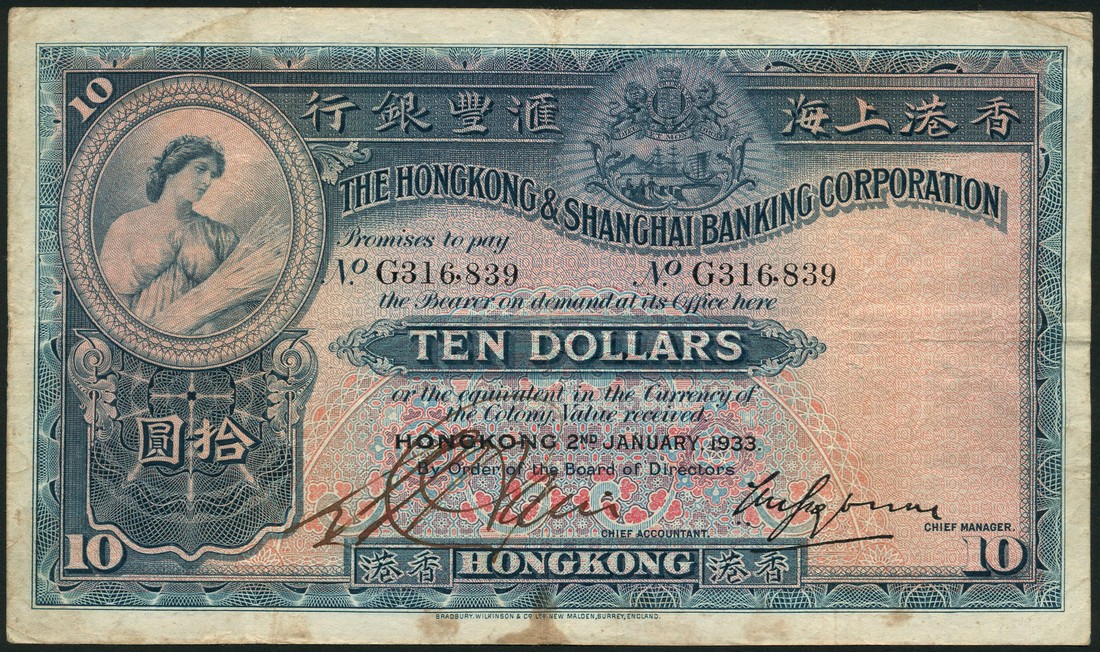 10
行銀豐滙 海上港香
THE HONGKONG & SHANGHAI BANKING CORPORATION
Promises to pay
No. G316.839 No. G316.839
the Bearer on demand at its Office here
TEN DOLLARS
or the equivalent in the Currency of
the Colony Value received
圓拾
HONGKONG 2ND JANUARY, 1933
By Order of the Board of Directors
CHIEF ACCOUNTANT.
CHIEF MANAGER.
10 港香 HONGKONG 港香 10
BRADBURY, WILKINSON & Co Ltd NEW MALDEN, SURREY, ENGLAND.